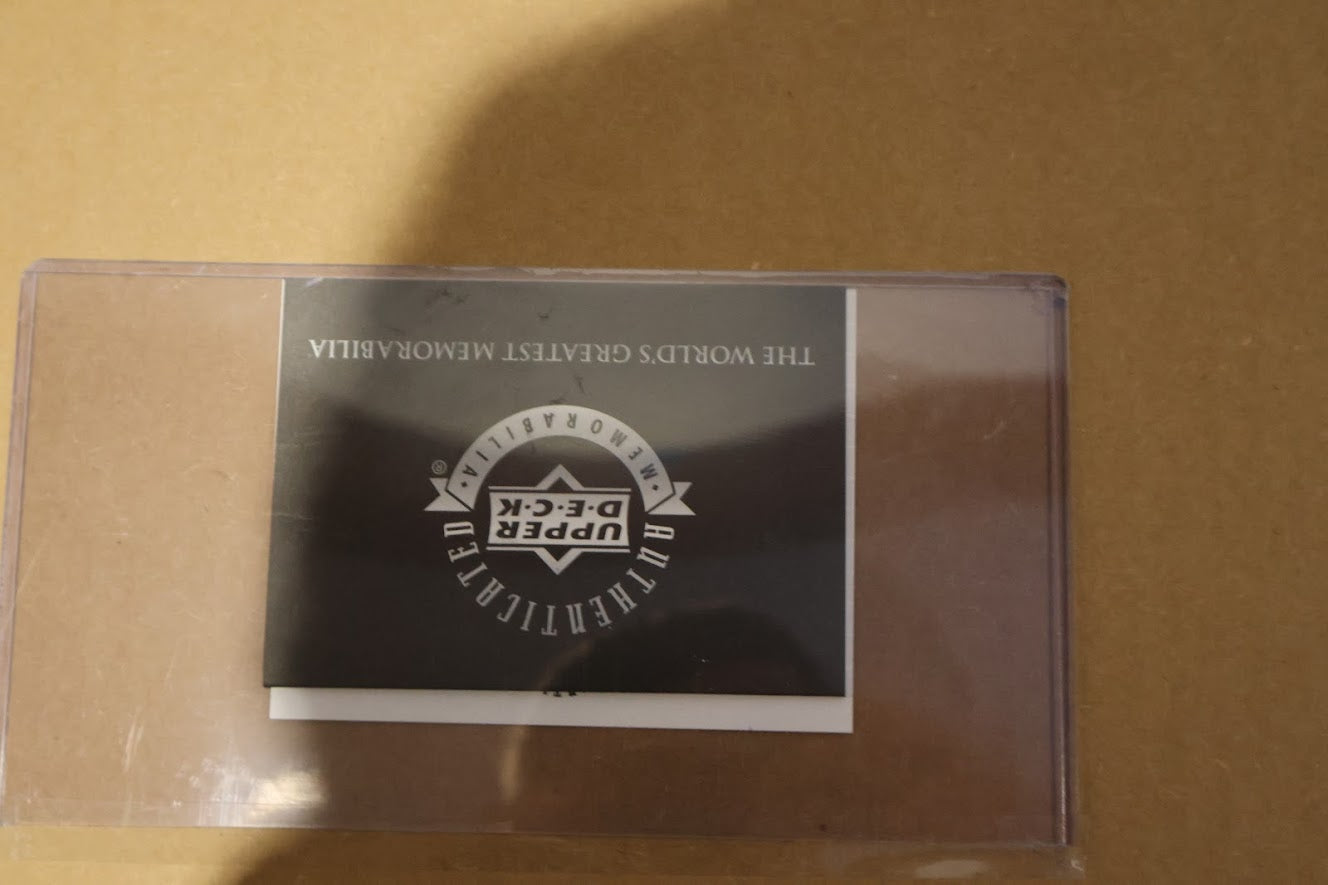 AUTHENTICATED
UPPER
D·E·C·K
• MEMORABILIA •
®
THE WORLD'S GREATEST MEMORABILIA